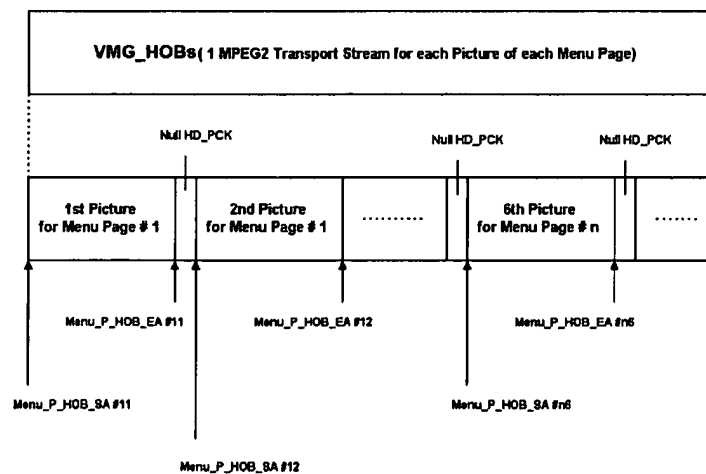 VMG_HOBs( 1 MPEG2 Transport Stream for each Picture of each Menu Page)
Null HD_PCK
Null HD_PCK
Null HD_PCK
1st Picture
for Menu Page # 1
2nd Picture
for Menu Page # 1
.........
6th Picture
for Menu Page # n
......
Menu_P_HOB_EA #11
Menu_P_HOB_EA #12
Menu_P_HOB_EA #n6
Menu_P_HOB_SA #11
Menu_P_HOB_SA #n6
Menu_P_HOB_SA #12